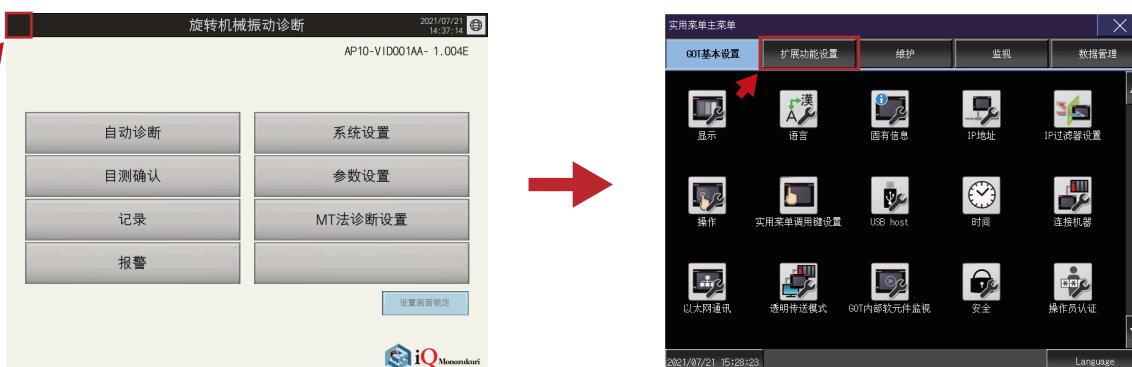 旋转机械振动诊断
2021/07/21
14:37:14
AP10-VID001AA- 1.004E
自动诊断
系统设置
目测确认
参数设置
记录
MT法诊断设置
报警
设置画面锁定
iQ Monozukuri
实用菜单主菜单
GOT基本设置
扩展功能设置
维护
监视
数据管理
显示
语言
固有信息
IP地址
IP过滤器设置
操作
实用菜单调用键设置
USB host
时间
连接机器
以太网通讯
透明传送模式
GOT内部软元件监视
安全
操作员认证
2021/07/21 15:28:23
Language